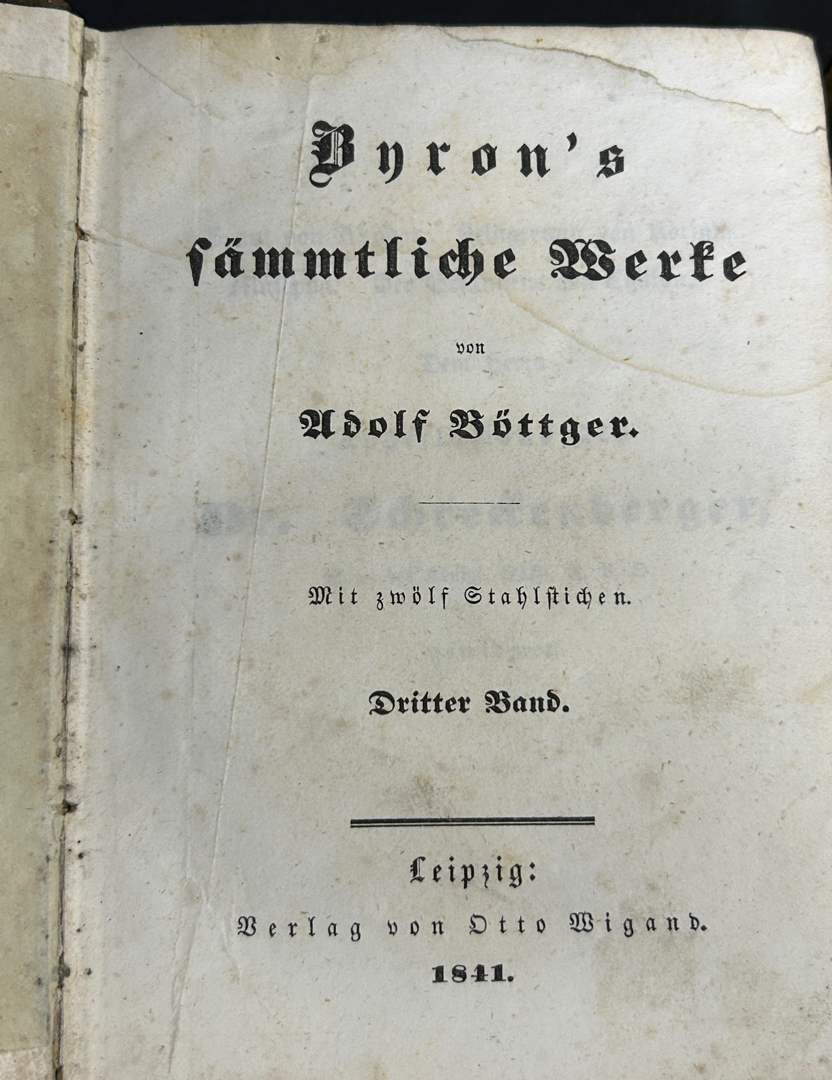 Byron's
sämmtliche Werke
von
Adolf Böttger.
Mit zwölf Stahlstichen.
Dritter Band.
Leipzig:
Verlag von Otto Wigand.
1841.